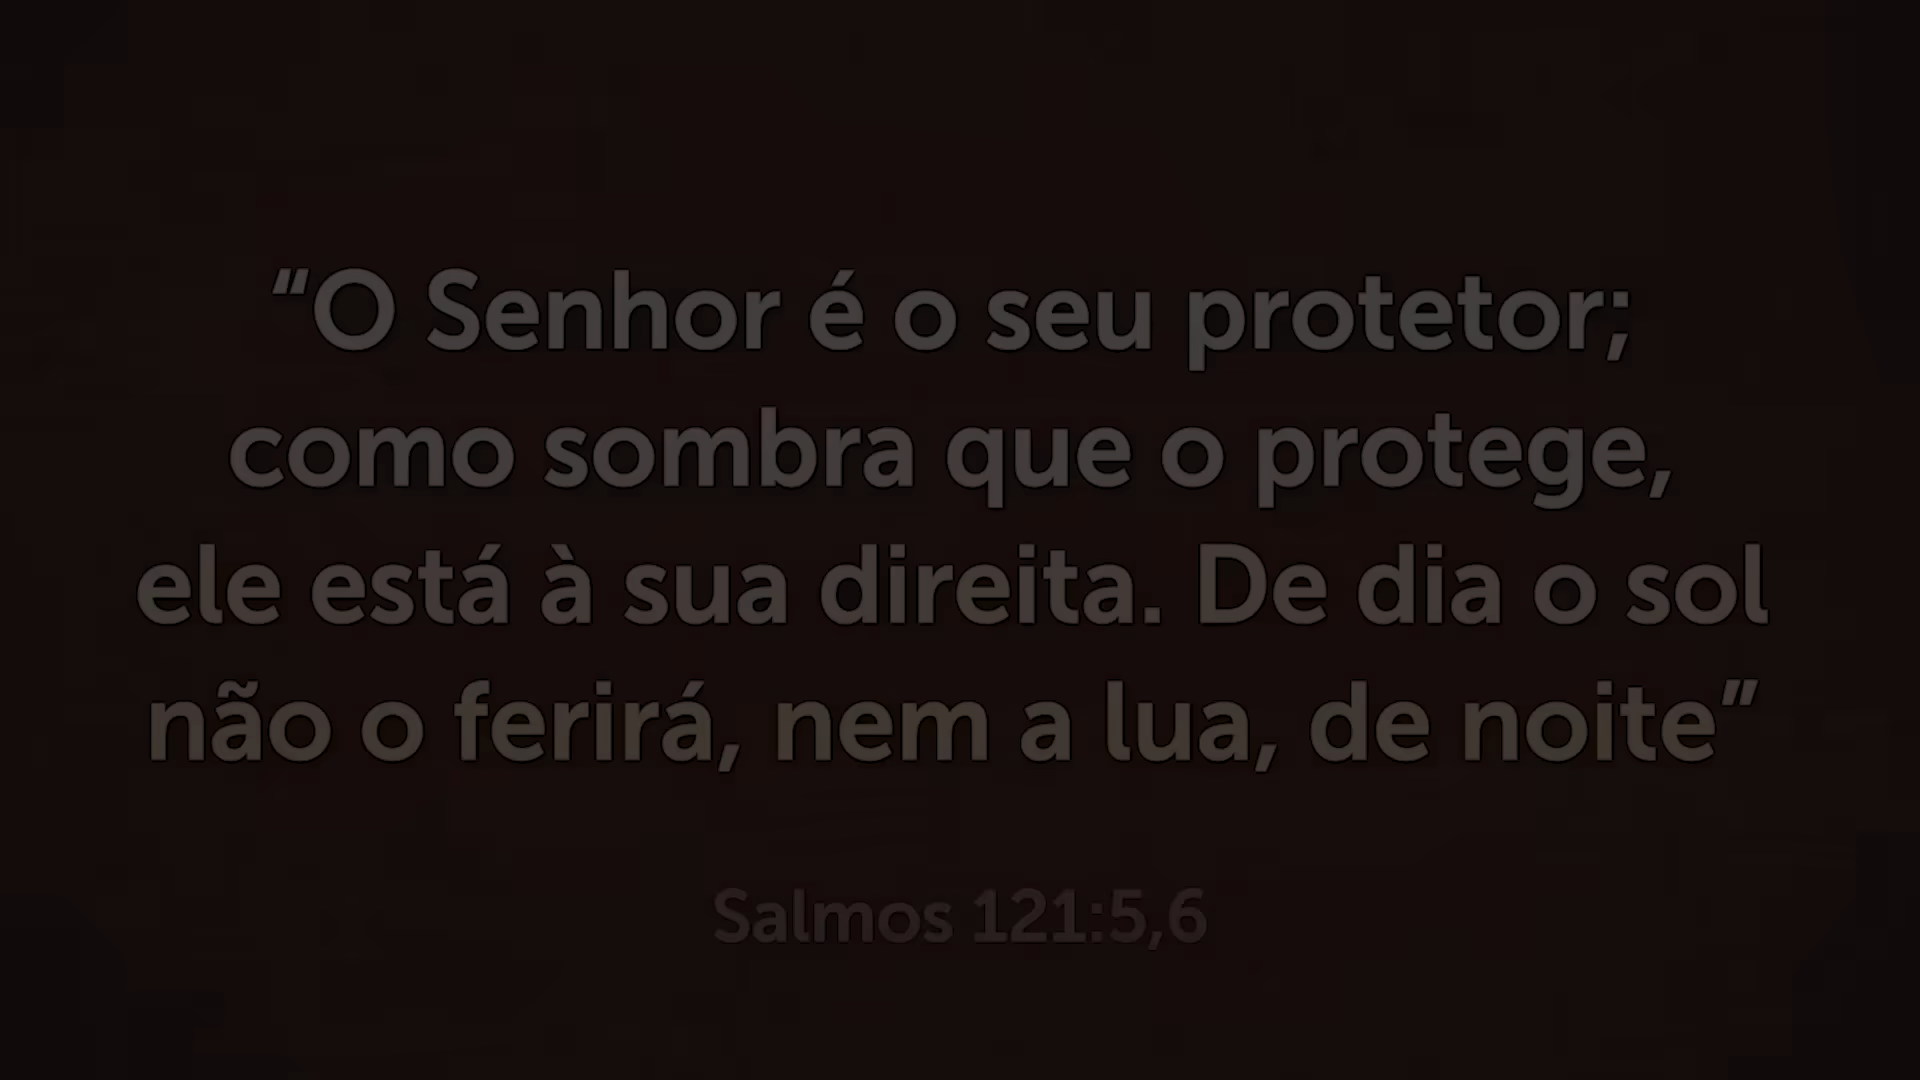 “O Senhor é o seu protetor;
como sombra que o protege,
ele está à sua direita. De dia o sol
não o ferirá, nem a lua, de noite”
Salmos 121:5,6